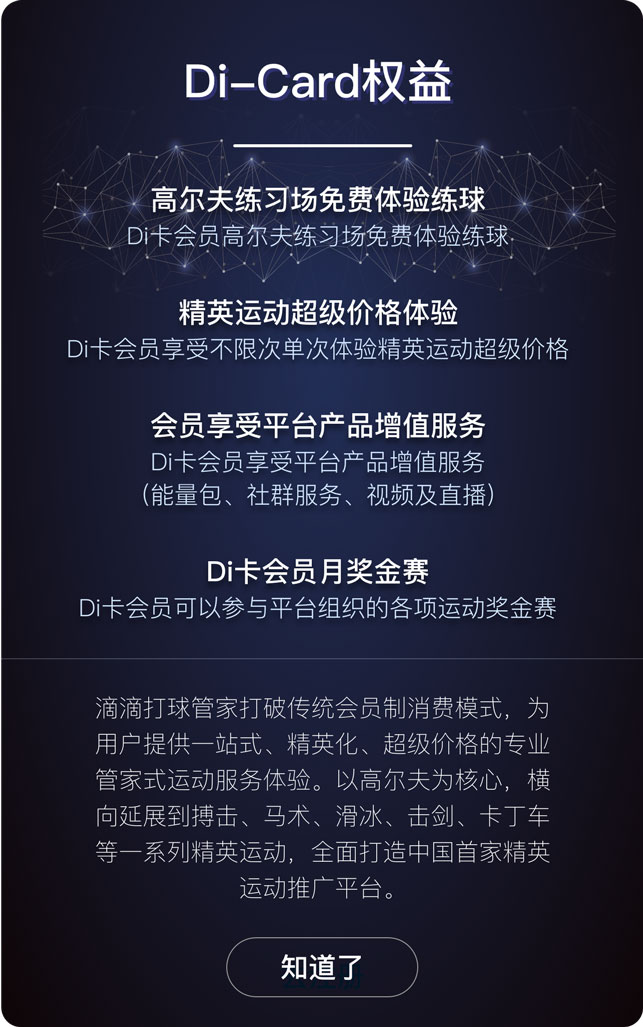 Di-Card权益
高尔夫练习场免费体验练球
Di卡会员高尔夫练习场免费体验练球
精英运动超级价格体验
Di卡会员享受不限次单次体验精英运动超级价格
会员享受平台产品增值服务
Di卡会员享受平台产品增值服务
（能量包、社群服务、视频及直播）
Di卡会员月奖金赛
Di卡会员可以参与平台组织的各项运动奖金赛
滴滴打球管家打破传统会员制消费模式，为
用户提供一站式、精英化、超级价格的专业
管家式运动服务体验。以高尔夫为核心，横
向延展到搏击、马术、滑冰、击剑、卡丁车
等一系列精英运动，全面打造中国首家精英
运动推广平台。
知道了